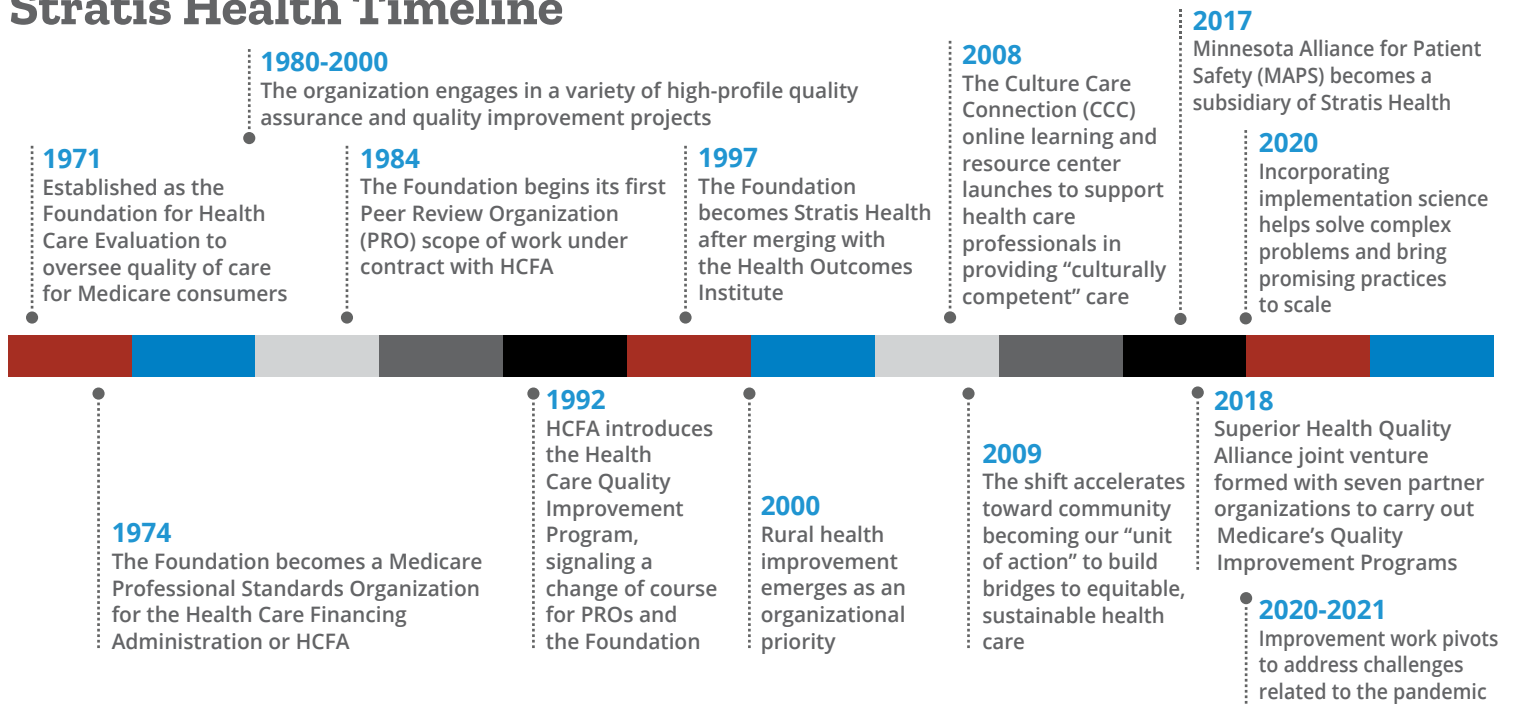 Stratis Health Timeline
1980-2000
The organization engages in a variety of high-profile quality
assurance and quality improvement projects
1971
Established as the
Foundation for Health
Care Evaluation to
oversee quality of care
for Medicare consumers
1984
The Foundation begins its first
Peer Review Organization
(PRO) scope of work under
contract with HCFA
1997
The Foundation
becomes Stratis Health
after merging with
the Health Outcomes
Institute
2008
The Culture Care
Connection (CCC)
online learning and
resource center
launches to support
health care
professionals in
providing “culturally
competent” care
2017
Minnesota Alliance for Patient
Safety (MAPS) becomes a
subsidiary of Stratis Health
2020
Incorporating
implementation science
helps solve complex
problems and bring
promising practices
to scale
1974
The Foundation becomes a Medicare
Professional Standards Organization
for the Health Care Financing
Administration or HCFA
1992
HCFA introduces
the Health
Care Quality
Improvement
Program,
signaling a
change of course
for PROs and
the Foundation
2000
Rural health
improvement
emerges as an
organizational
priority
2009
The shift accelerates
toward community
becoming our “unit
of action” to build
bridges to equitable,
sustainable health
care
2018
Superior Health Quality
Alliance joint venture
formed with seven partner
organizations to carry out
Medicare’s Quality
Improvement Programs
2020-2021
Improvement work pivots
to address challenges
related to the pandemic